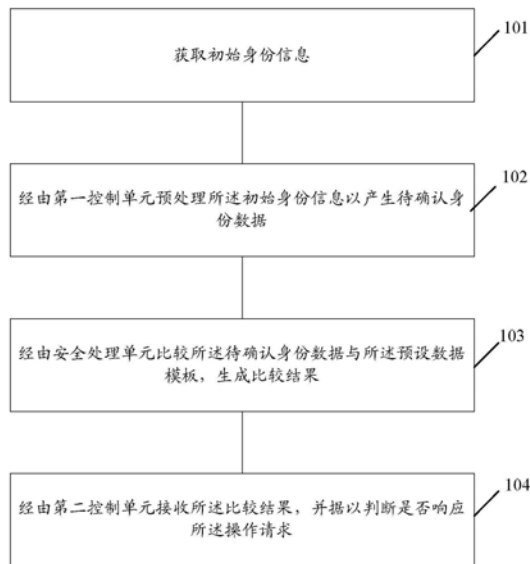 获取初始身份信息
101
经由第一控制单元预处理所述初始身份信息以产生待确认身
份数据
102
经由安全处理单元比较所述待确认身份数据与所述预设数据
模板，生成比较结果
103
经由第二控制单元接收所述比较结果，并据以判断是否响应
所述操作请求
104